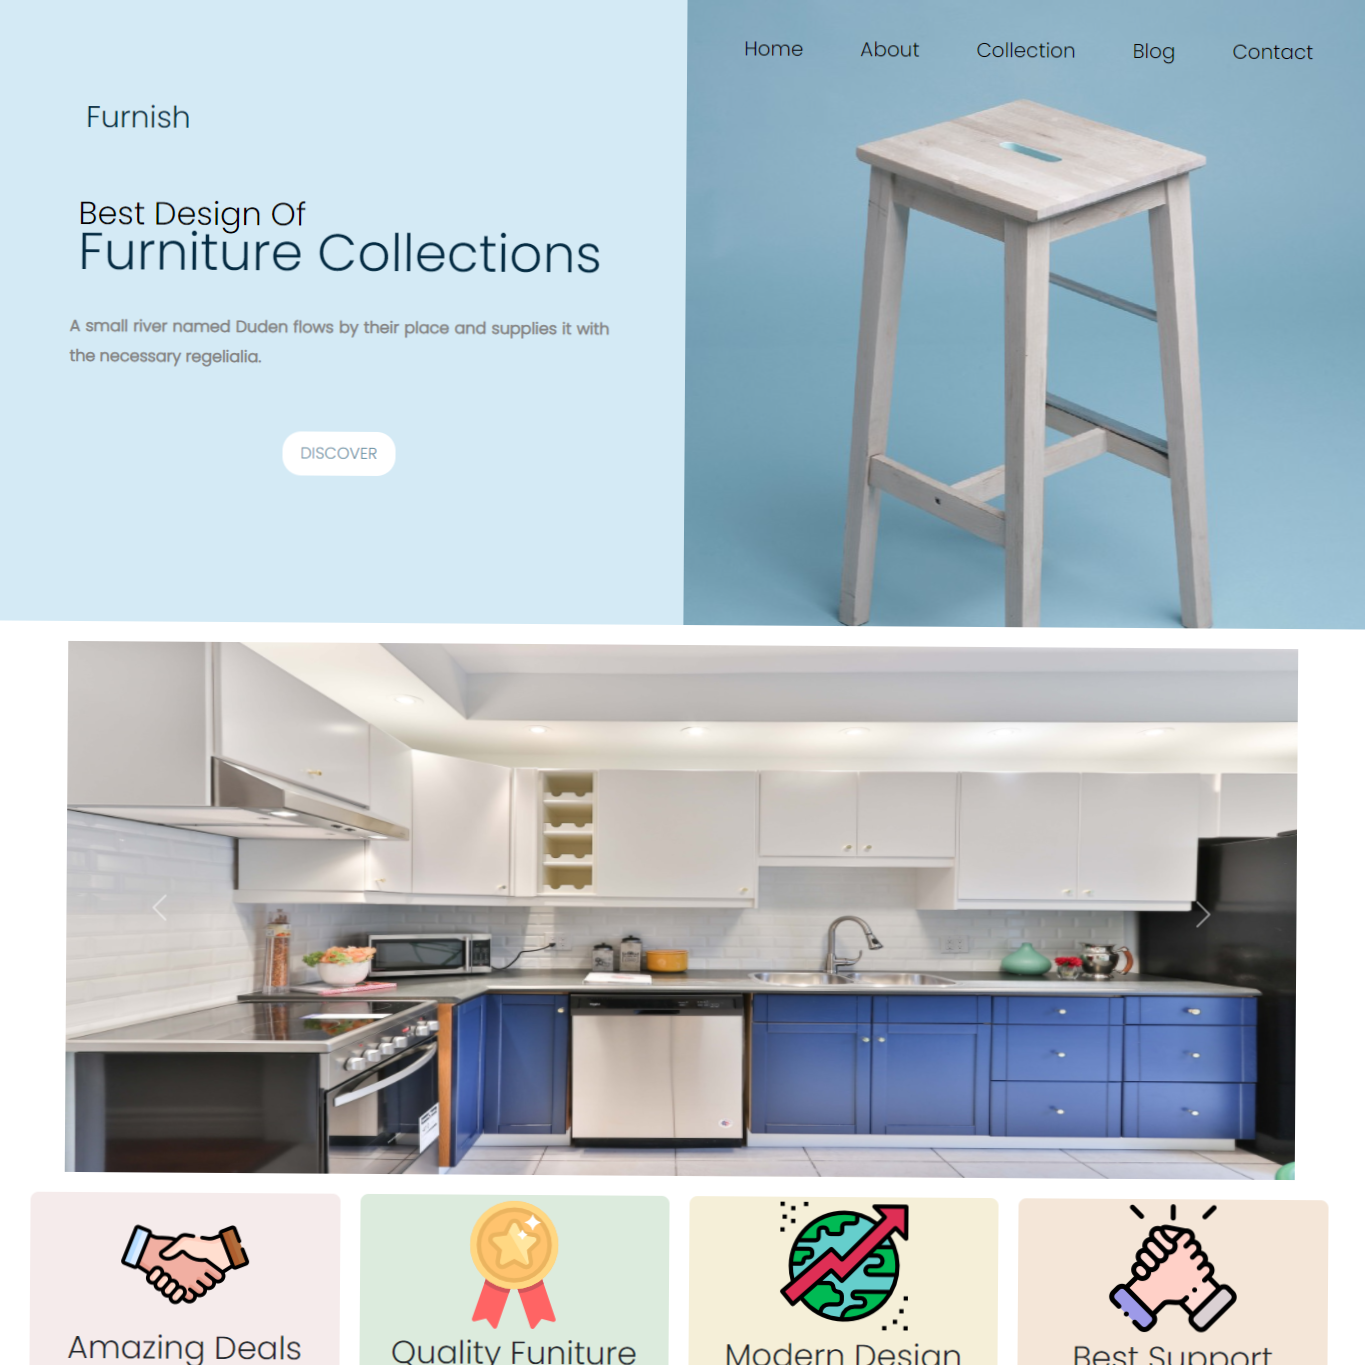 Home About Collection Blog Contact
Furnish
Best Design Of
Furniture Collections
A small river named Duden flows by their place and supplies it with
the necessary regelialia.
DISCOVER
Amazing Deals
Quality Funiture
Modern Design
Best Support